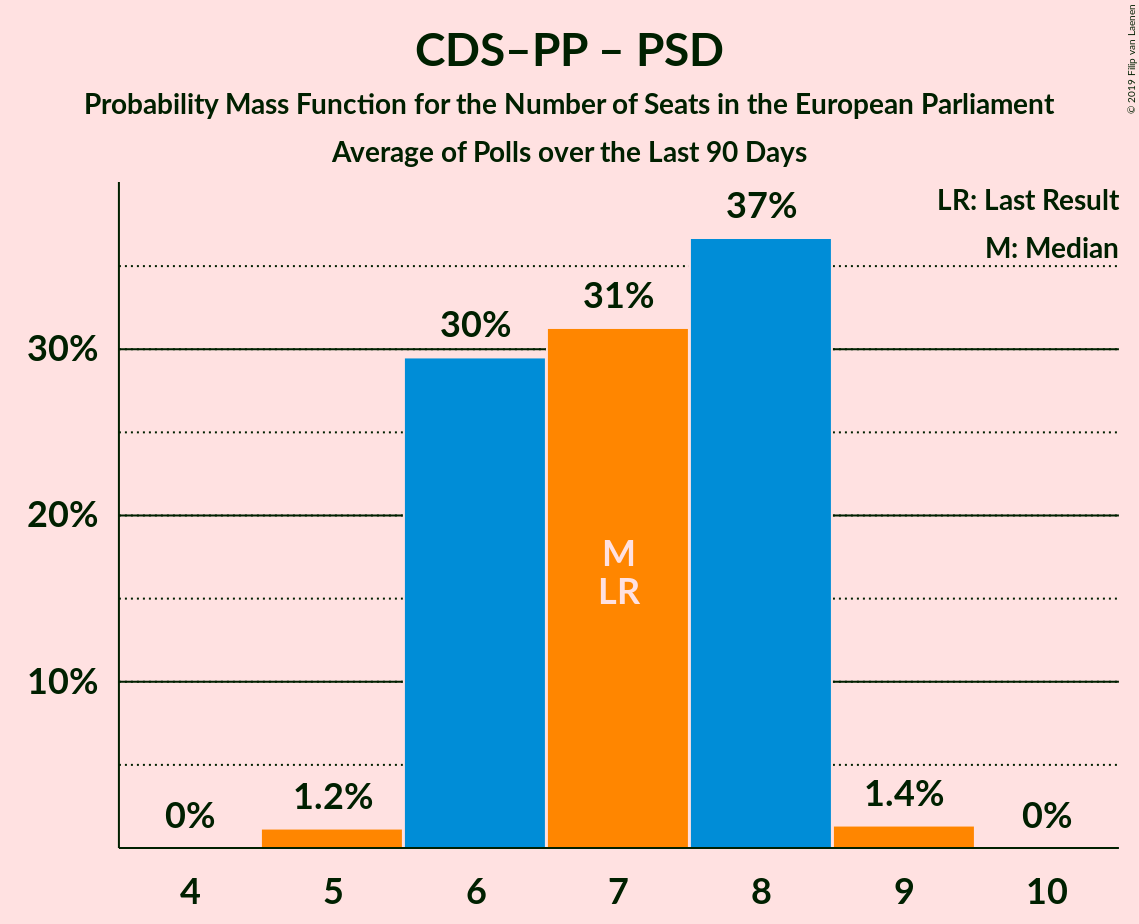 CDS–PP – PSD
Probability Mass Function for the Number of Seats in the European Parliament
Average of Polls over the Last 90 Days
© 2019 Filip van Laenen
LR: Last Result
M: Median
37%
31%
30%
30%
20%
M
LR
10%
1.2%
1.4%
0%
0%
4 5 6 7 8 9 10